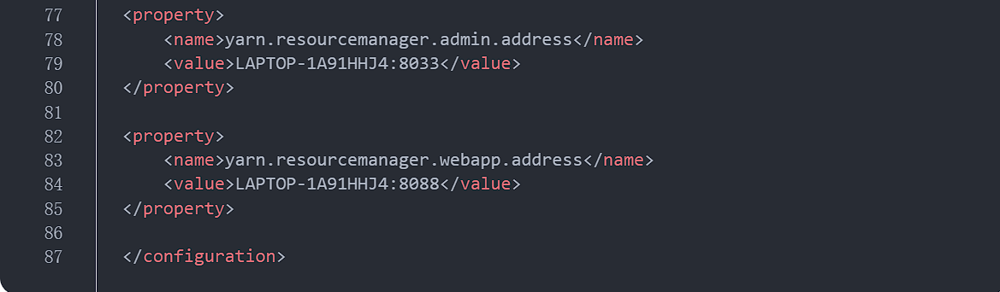 77 <property>
78 <name>yarn.resourcemanager.admin.address</name>
79 <value>LAPTOP-1A91HHJ4:8033</value>
80 </property>
81
82 <property>
83 <name>yarn.resourcemanager.webapp.address</name>
84 <value>LAPTOP-1A91HHJ4:8088</value>
85 </property>
86
87 </configuration>